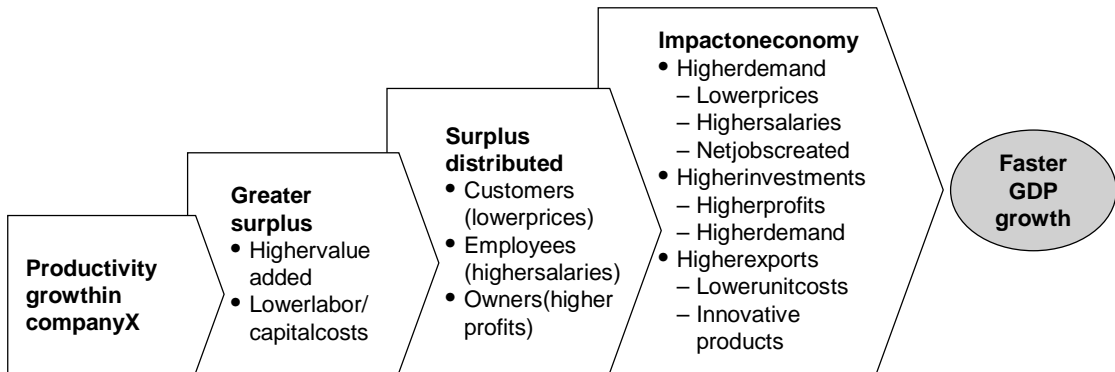 Productivity
growthin
companyX
Greater
surplus
• Highervalue
added
• Lowerlabor/
capitalcosts
Surplus
distributed
• Customers
(lowerprices)
• Employees
(highersalaries)
• Owners(higher
profits)
Impactoneconomy
• Higherdemand
– Lowerprices
– Highersalaries
– Netjobscreated
• Higherinvestments
– Higherprofits
– Higherdemand
• Higherexports
– Lowerunitcosts
– Innovative
products
Faster
GDP
growth